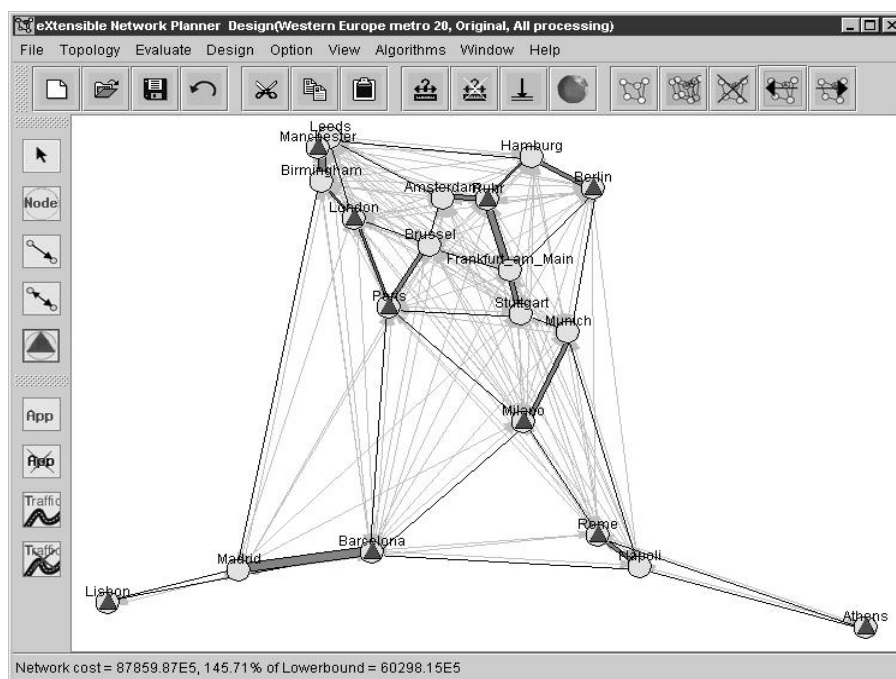 eXtensible Network Planner Design(Western Europe metro 20, Original, All processing)
File Topology Evaluate Design Option View Algorithms Window Help
Leeds
Manchester
Hamburg
Birmingham
Amsterdam
Ruhr
Berlin
Node
London
Brussel
Frankfurt_am_Main
Paris
Stuttgart
Munich
Milano
App
App
Traffic
Rome
Barcelona
Napoli
Madrid
Traffic
Lisbon
Athens
Network cost = 87859.87E5, 145.71% of Lowerbound = 60298.15E5